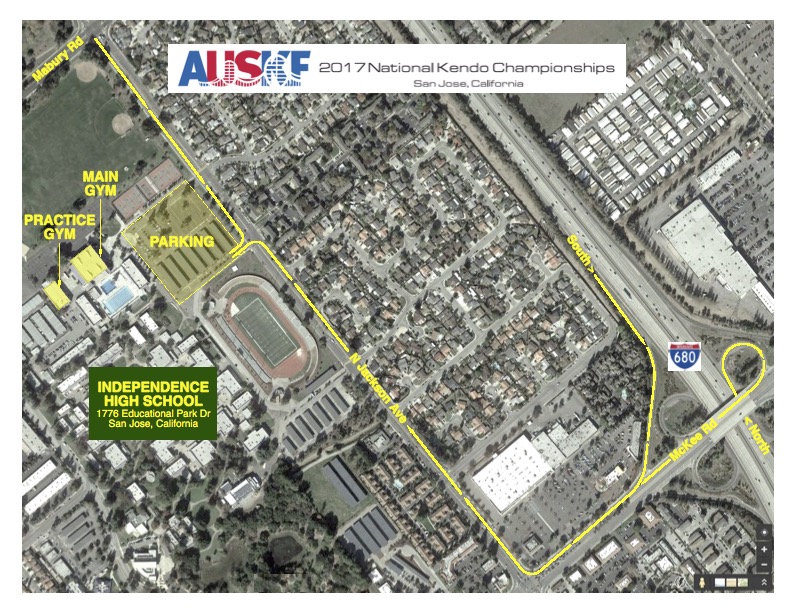 AUSKF 2017 National Kendo Championships
San Jose, California
Mabury Rd
MAIN
GYM
PRACTICE
GYM
PARKING
South >
680
INDEPENDENCE
HIGH SCHOOL
1776 Educational Park Dr
San Jose, California
N Jackson Ave
McKee Rd
< North